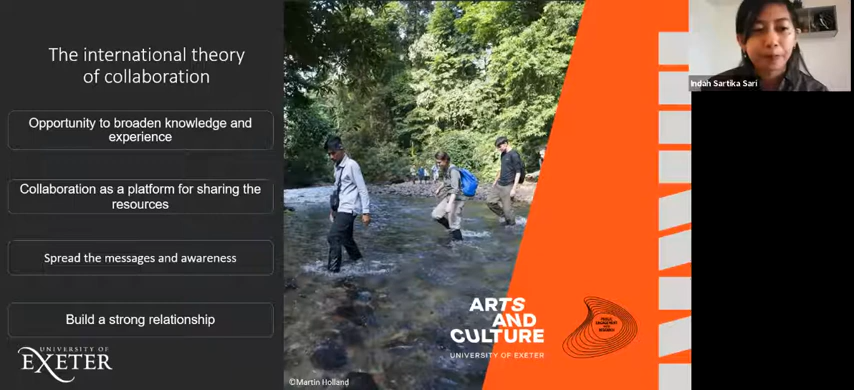 The international theory
of collaboration
Opportunity to broaden knowledge and
experience
Collaboration as a platform for sharing the
resources
Spread the messages and awareness
Build a strong relationship
UNIVERSITY OF
EXETER
©Martin Holland
ARTS
AND
CULTURE
UNIVERSITY OF EXETER
Indah Sartika Sari